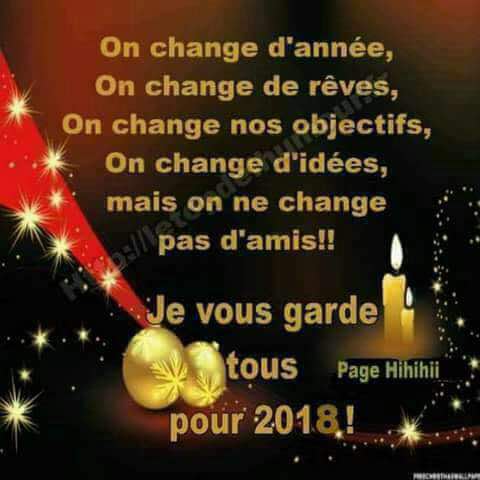 On change d'année,
On change de rêves,
On change nos objectifs,
On change d'idées,
mais on ne change
pas d'amis!!
Je vous garde
tous
Page Hihihii
pour 2018!